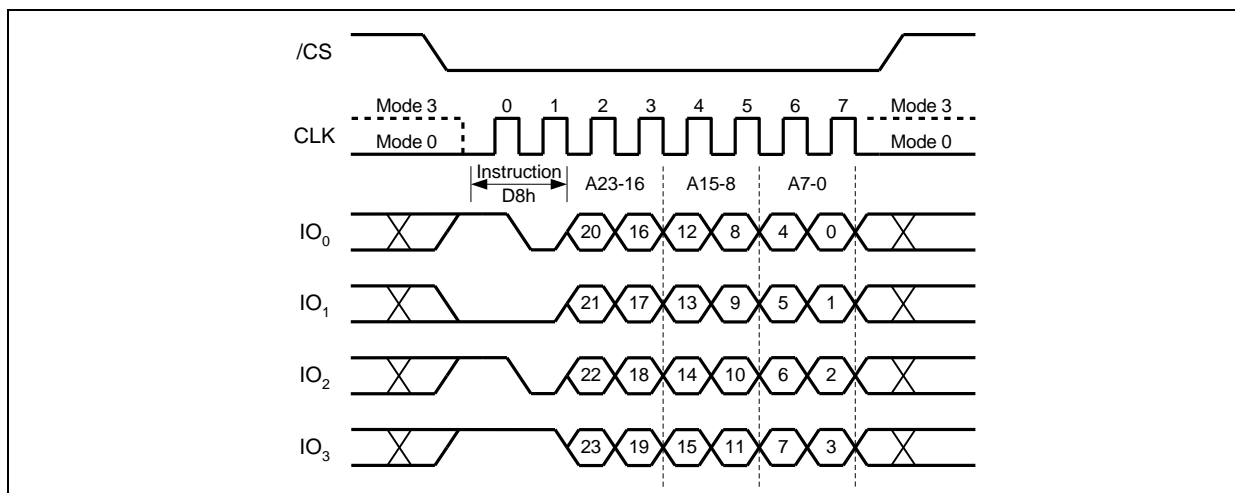 /CS
Mode 3 0 1 2 3 4 5 6 7 Mode 3
CLK
Mode 0 Mode 0
Instruction
D8h
A23-16 A15-8 A7-0
IO0 20 16 12 8 4 0
IO1 21 17 13 9 5 1
IO2 22 18 14 10 6 2
IO3 23 19 15 11 7 3